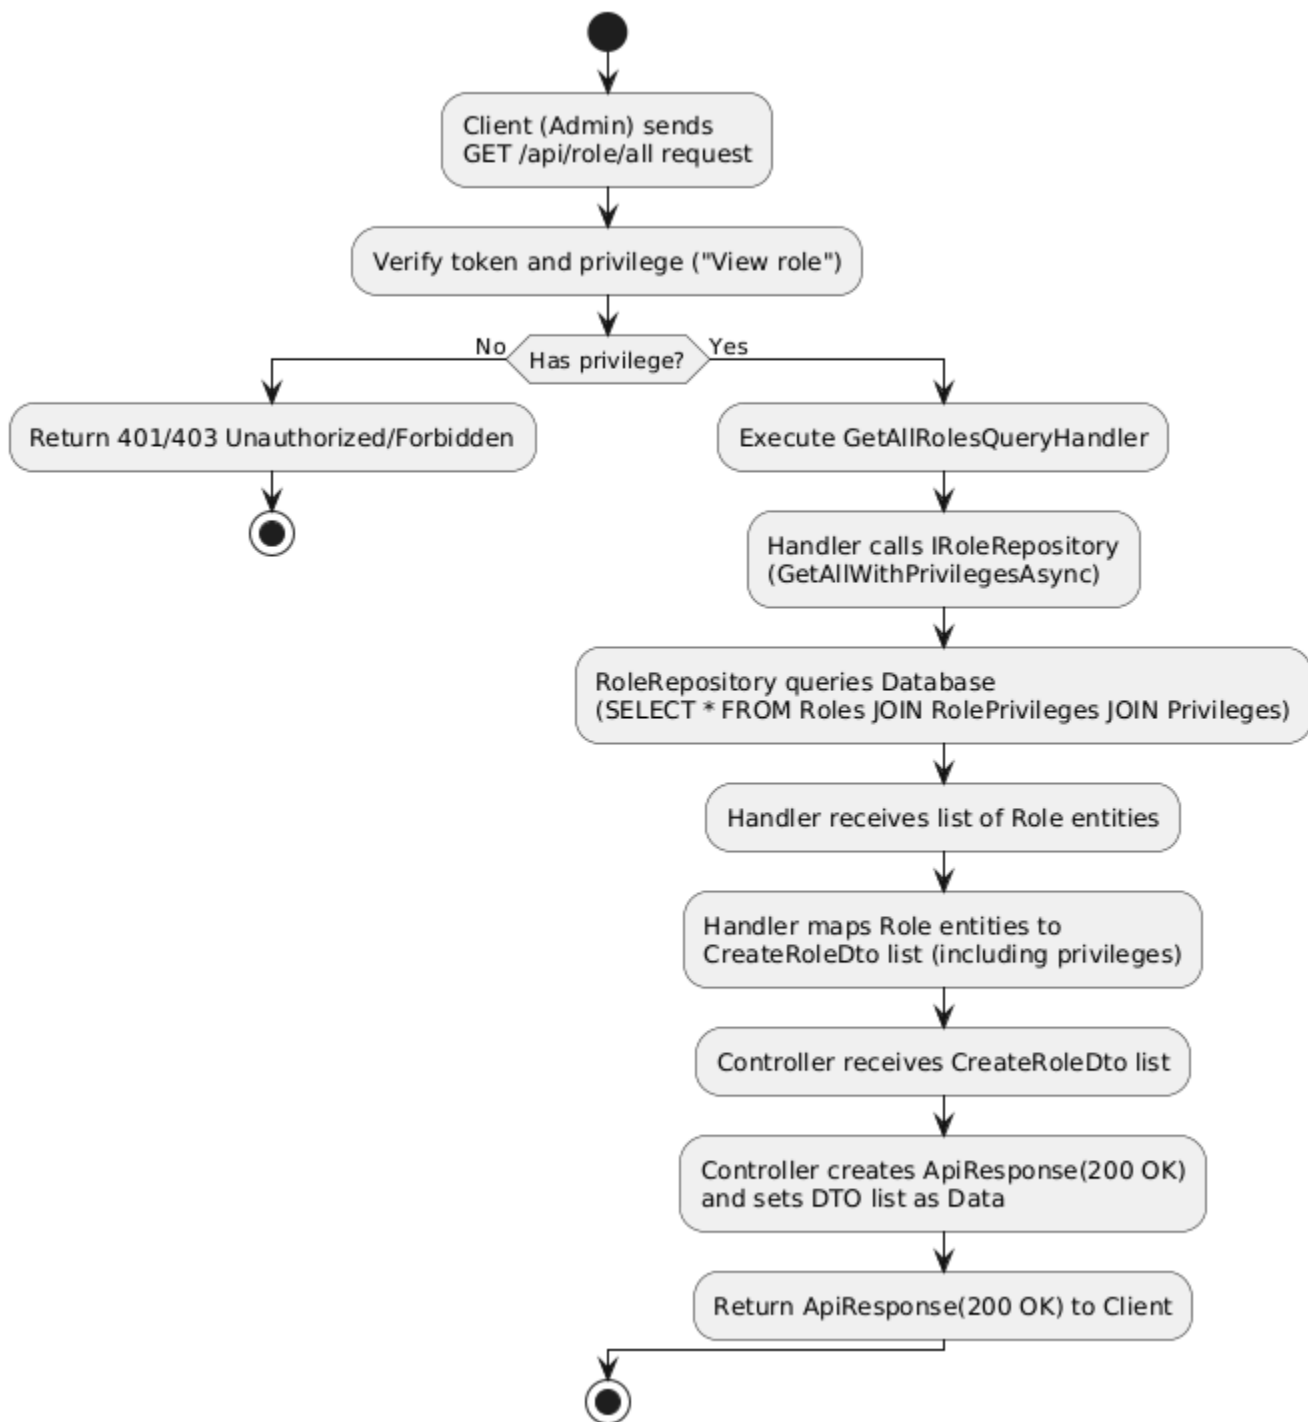 Client (Admin) sends
GET /api/role/all request
Verify token and privilege ("View role")
No
Has privilege?
Yes
Return 401/403 Unauthorized/Forbidden
Execute GetAllRolesQueryHandler
Handler calls IRoleRepository
(GetAllWithPrivilegesAsync)
RoleRepository queries Database
(SELECT * FROM Roles JOIN RolePrivileges JOIN Privileges)
Handler receives list of Role entities
Handler maps Role entities to
CreateRoleDto list (including privileges)
Controller receives CreateRoleDto list
Controller creates ApiResponse(200 OK)
and sets DTO list as Data
Return ApiResponse(200 OK) to Client